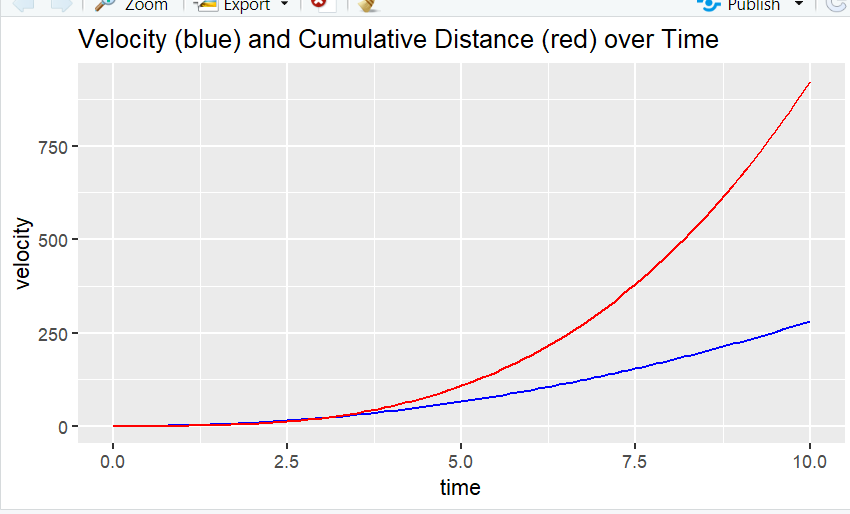 Zoom Export Publish
Velocity (blue) and Cumulative Distance (red) over Time
velocity
750
500
250
0
0.0 2.5 5.0 7.5 10.0
time